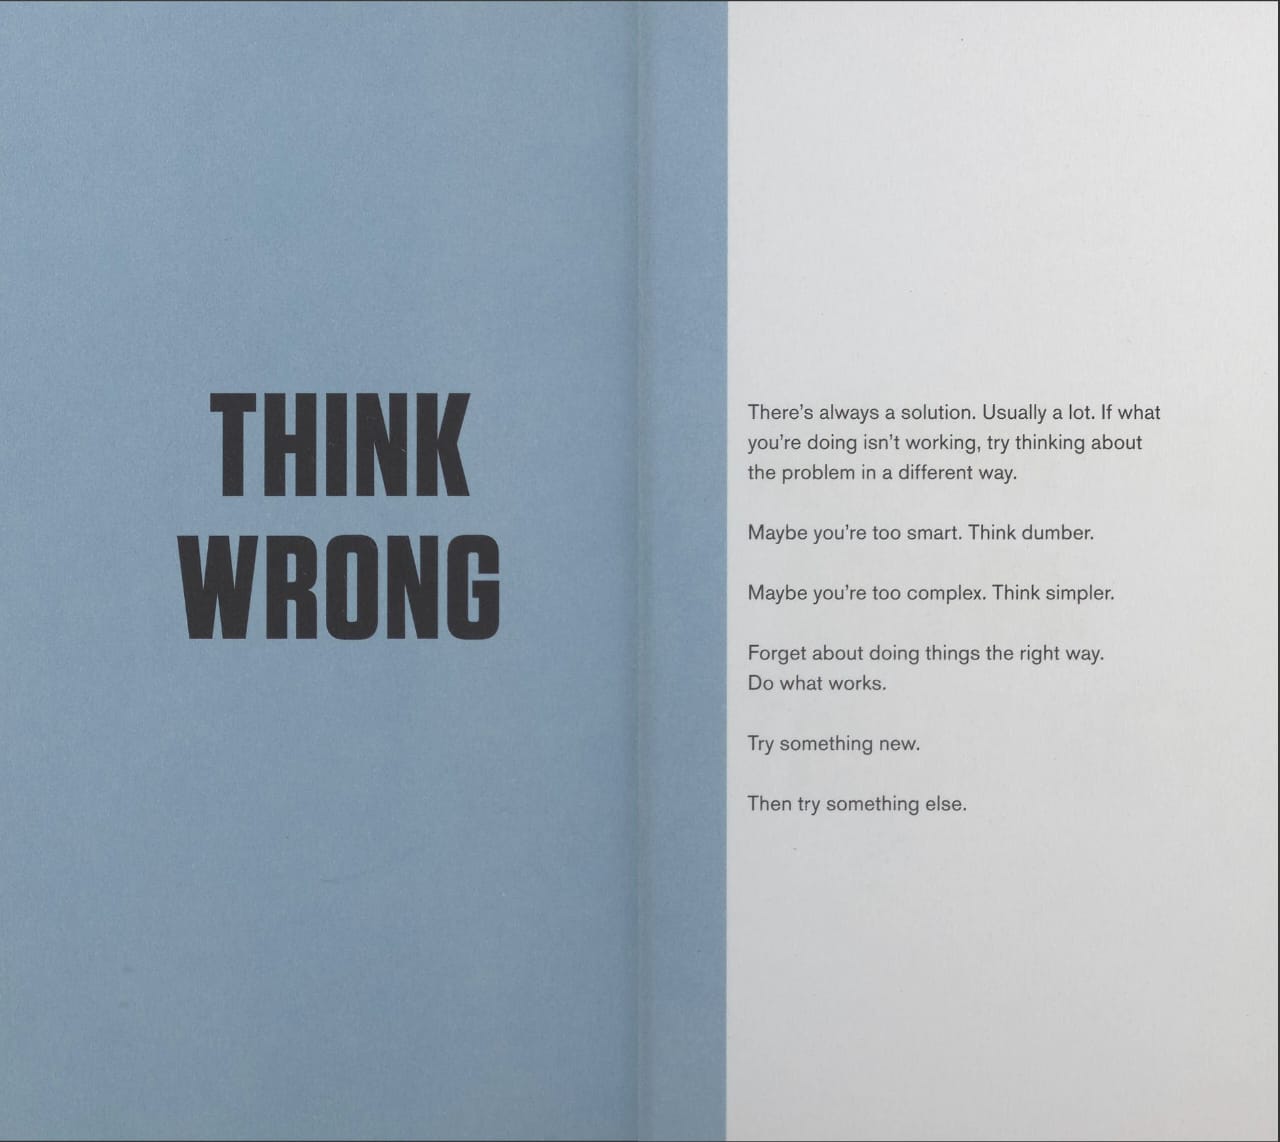 THINK
WRONG
There’s always a solution. Usually a lot. If what
you’re doing isn’t working, try thinking about
the problem in a different way.
Maybe you’re too smart. Think dumber.
Maybe you’re too complex. Think simpler.
Forget about doing things the right way.
Do what works.
Try something new.
Then try something else.